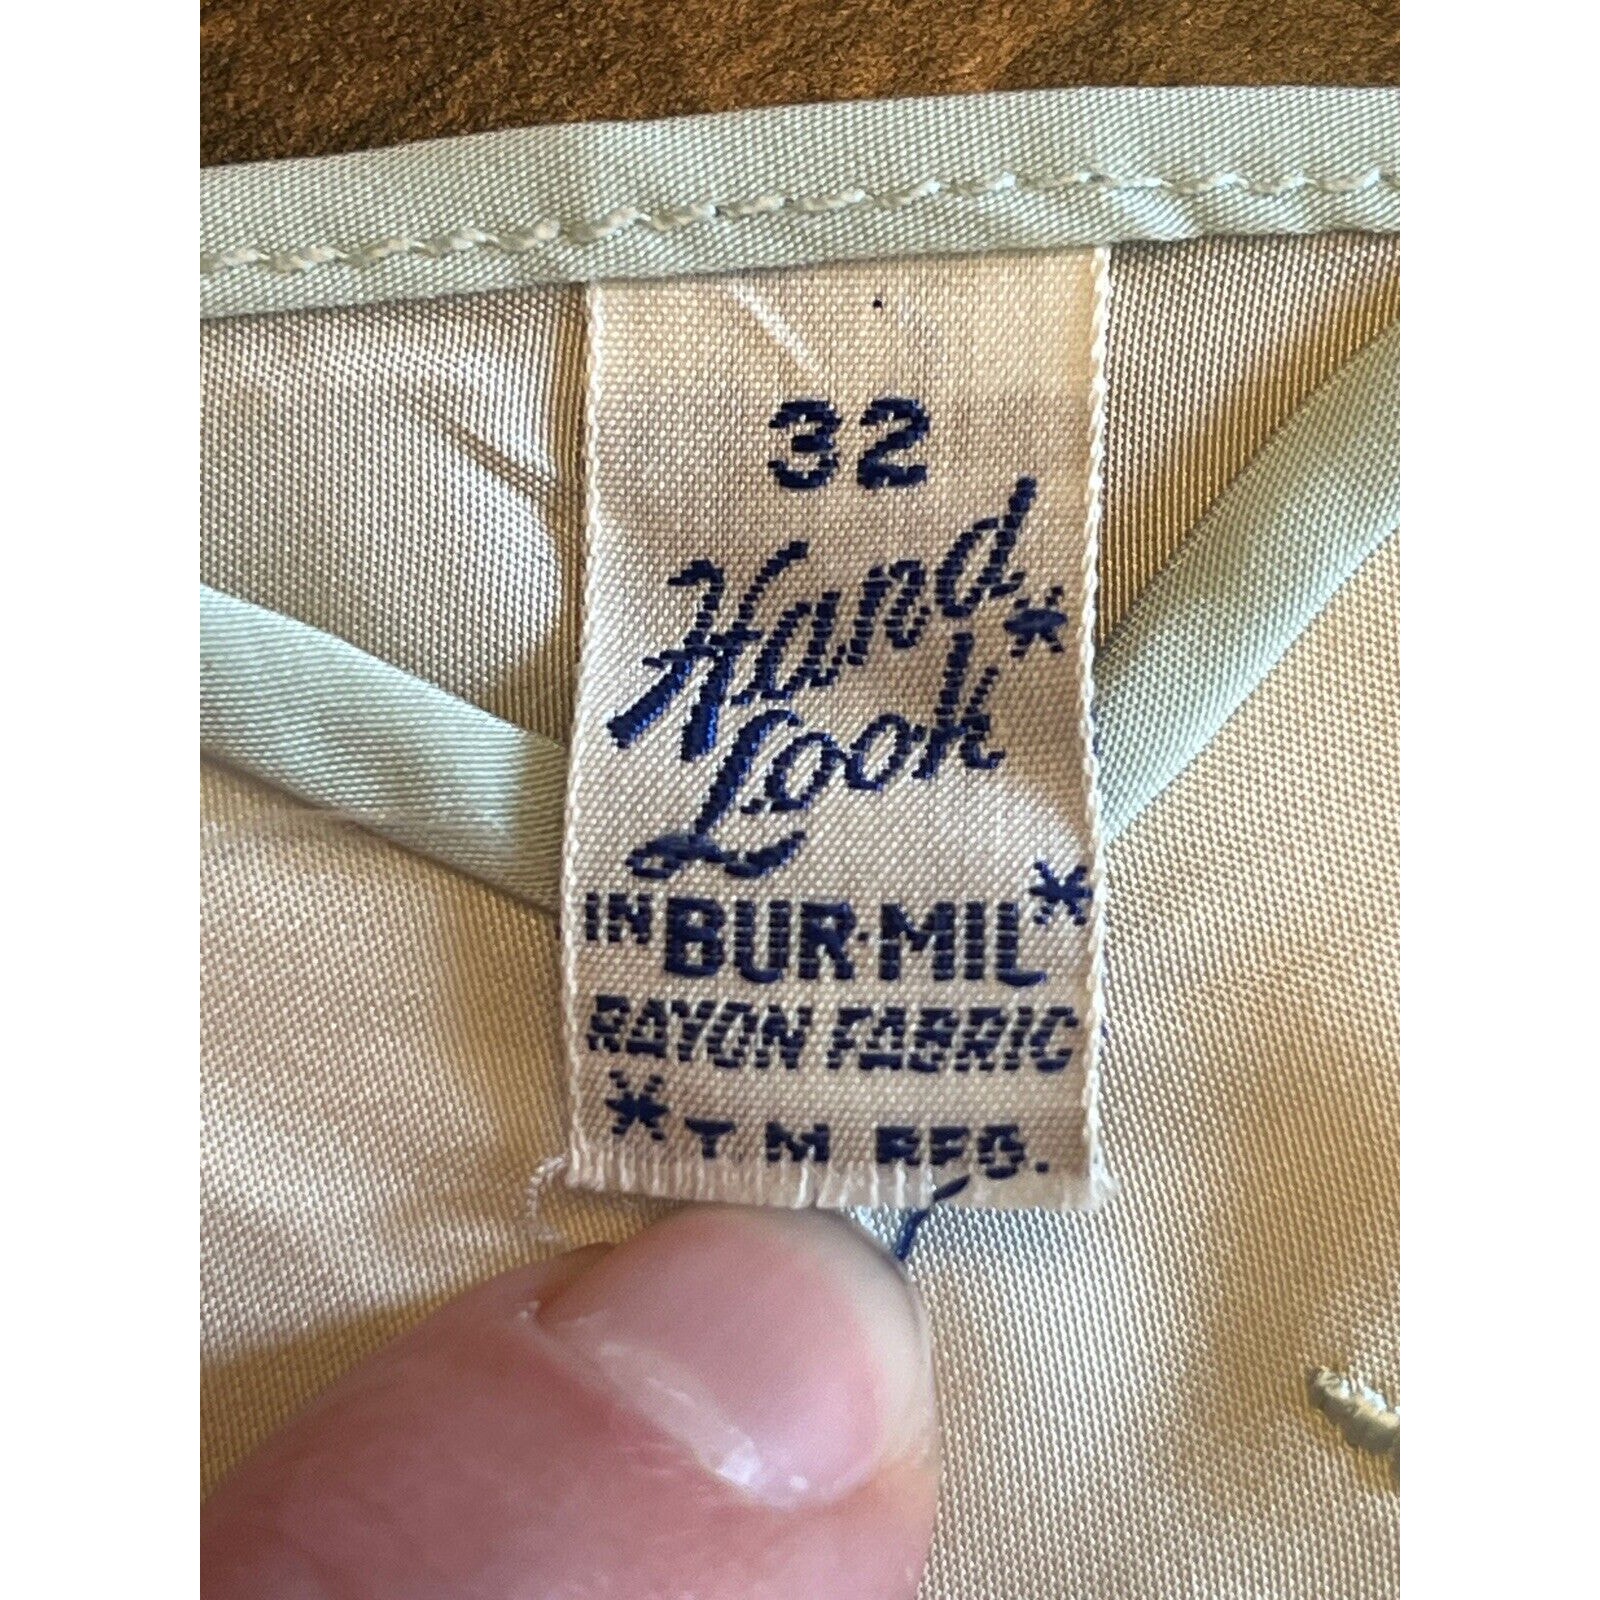 32
Hand*
Look
IN BUR-MIL*
RAYON FABRIC
* T. M. REG.